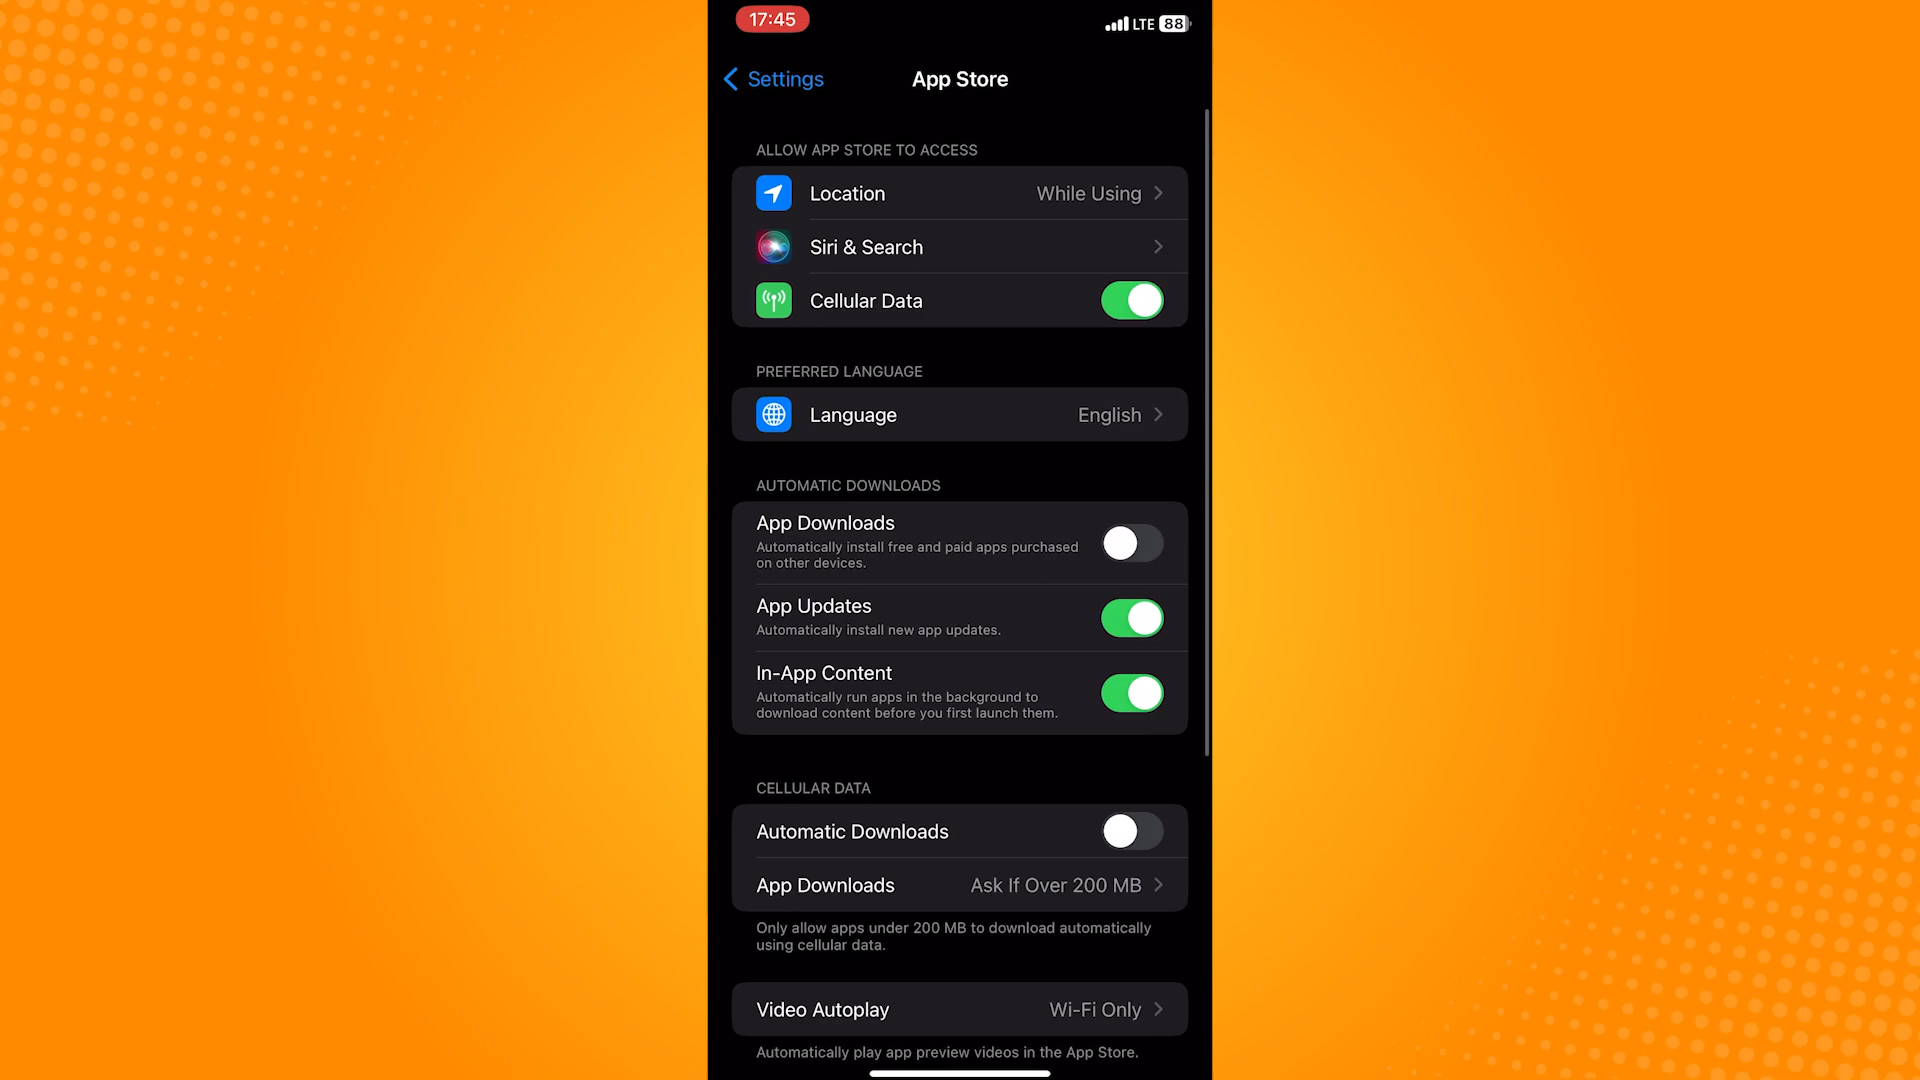 17:45
LTE 88
Settings
App Store
ALLOW APP STORE TO ACCESS
Location While Using
Siri & Search
Cellular Data
PREFERRED LANGUAGE
Language English
AUTOMATIC DOWNLOADS
App Downloads
Automatically install free and paid apps purchased
on other devices.
App Updates
Automatically install new app updates.
In-App Content
Automatically run apps in the background to
download content before you first launch them.
CELLULAR DATA
Automatic Downloads
App Downloads Ask If Over 200 MB
Only allow apps under 200 MB to download automatically
using cellular data.
Video Autoplay Wi-Fi Only
Automatically play app preview videos in the App Store.